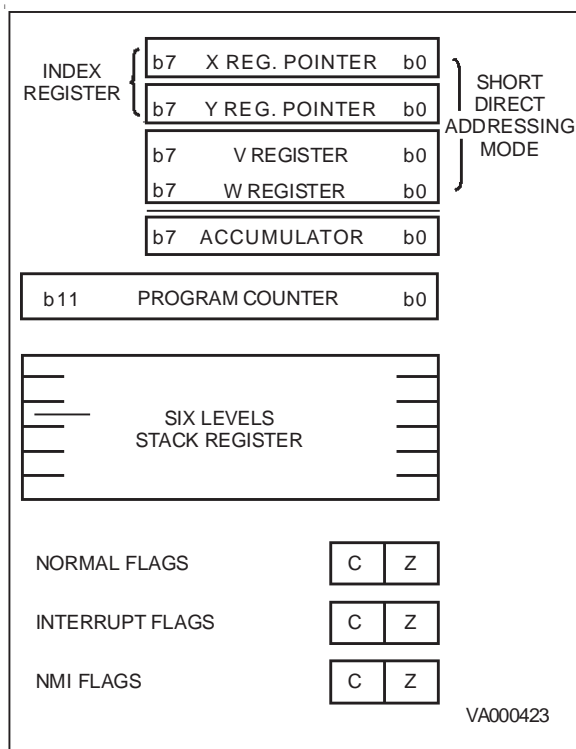 INDEX
REGISTER
b7 X REG. POINTER b0
b7 Y REG. POINTER b0
b7 V REGISTER b0
b7 W REGISTER b0
b7 ACCUMULATOR b0
SHORT
DIRECT
ADDRESSING
MODE
b11 PROGRAM COUNTER b0
SIX LEVELS
STACK REGISTER
NORMAL FLAGS C Z
INTERRUPT FLAGS C Z
NMI FLAGS C Z
VA000423